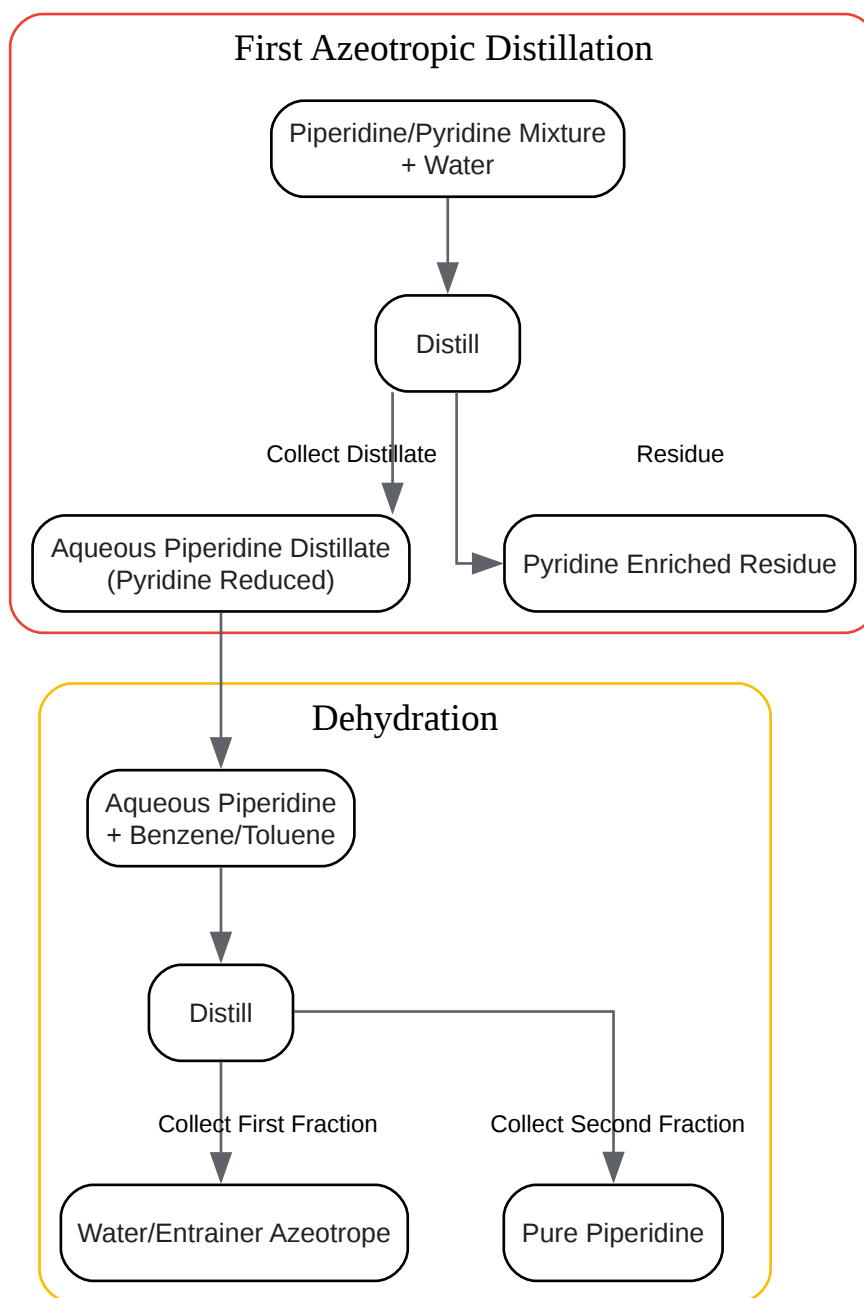 First Azeotropic Distillation
Piperidine/Pyridine Mixture
+ Water
Distill
Collect Distillate
Residue
Aqueous Piperidine Distillate
(Pyridine Reduced)
Pyridine Enriched Residue
Dehydration
Aqueous Piperidine
+ Benzene/Toluene
Distill
Collect First Fraction
Collect Second Fraction
Water/Entrainer Azeotrope
Pure Piperidine